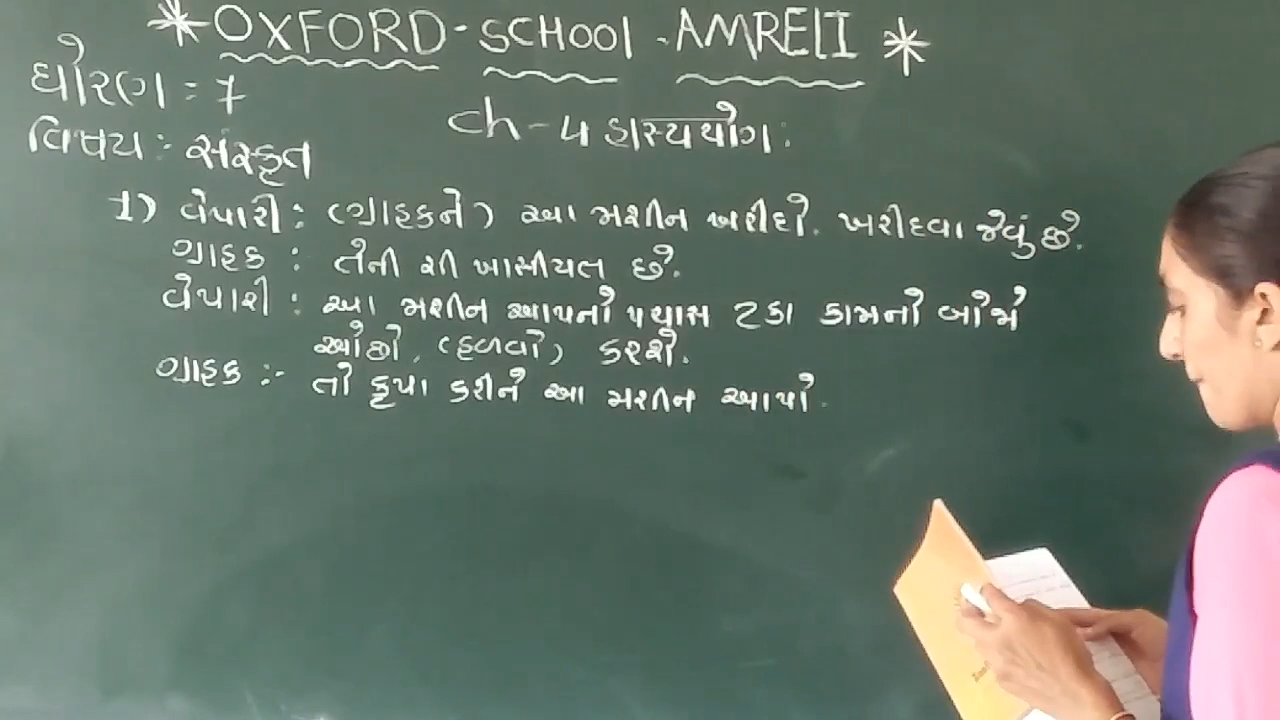 * OXFORD - SCHOOL - AMRELI *
ધોરણ : 7
ch - 4 હાસ્યયોગ :
વિષય : સંસ્કૃત
1) વેપારી : (ગ્રાહકને) આ મશીન ખરીદો. ખરીદવા જેવું છે.
ગ્રાહક : તેની શી ખાસીયત છે.
વેપારી : આ મશીન આપનો પચાસ ટકા કામનો બોજો
ઓછો, (હળવો) કરશે.
ગ્રાહક :- તો કૃપા કરીને આ મશીન આપો.